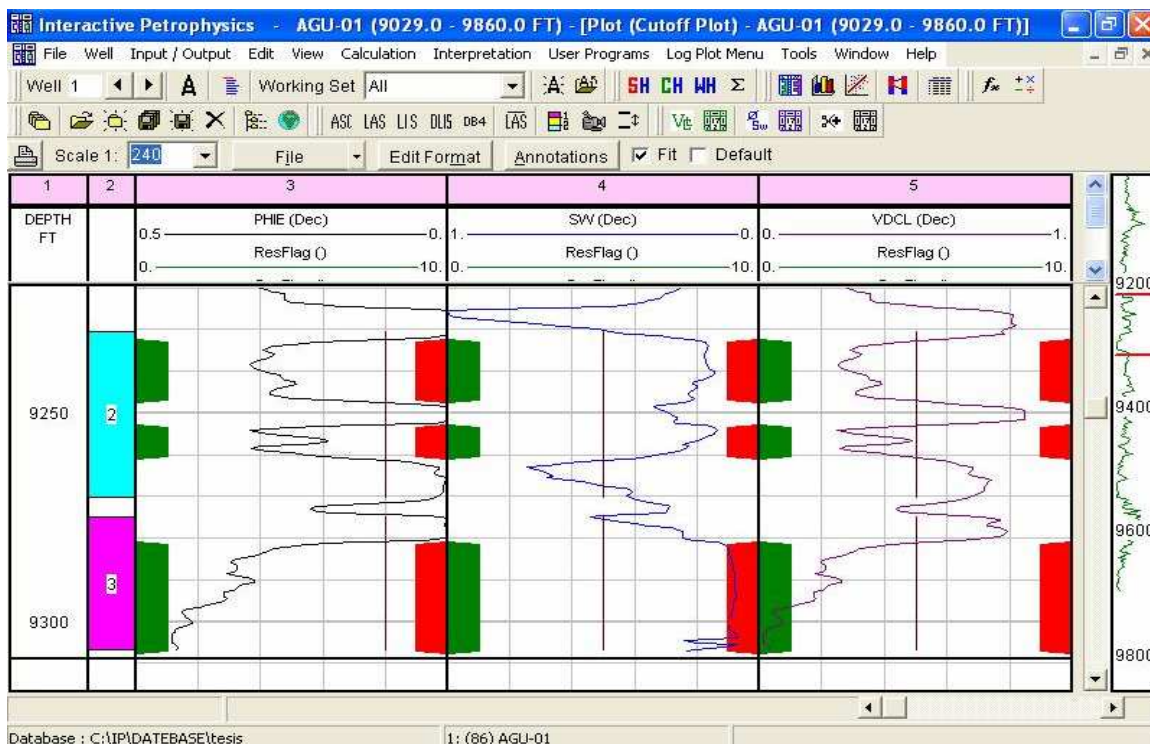 Interactive Petrophysics - AGU-01 (9029.0 - 9860.0 FT) - [Plot (Cutoff Plot) - AGU-01 (9029.0 - 9860.0 FT)]
File Well Input / Output Edit View Calculation Interpretation User Programs Log Plot Menu Tools Window Help
Well 1 A Working Set All SH CH WH Σ
ASC LAS LIS DLIS DB4 LAS
Scale 1: 240 File Edit Format Annotations Fit Default
1 2 3 4 5
DEPTH FT
PHIE (Dec)
0.5 0.
ResFlag ()
0. 10.
SW (Dec)
1. 0.
ResFlag ()
0. 10.
VDCL (Dec)
0. 1.
ResFlag ()
0. 10.
9250
9300
2
3
9200
9400
9600
9800
Database : C:\IP\DATEBASE\tesis 1: (86) AGU-01